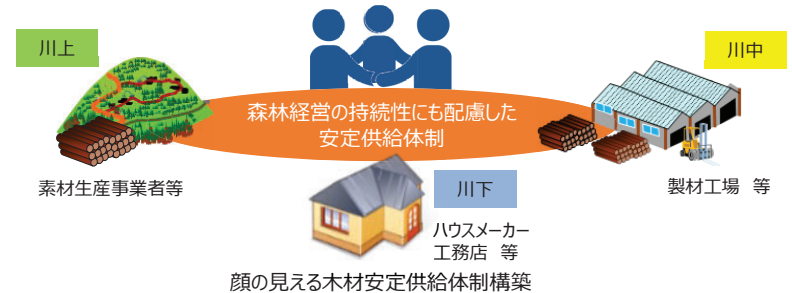 川上
川中
森林経営の持続性にも配慮した
安定供給体制
素材生産事業者等
製材工場 等
川下
ハウスメーカー
工務店 等
顔の見える木材安定供給体制構築